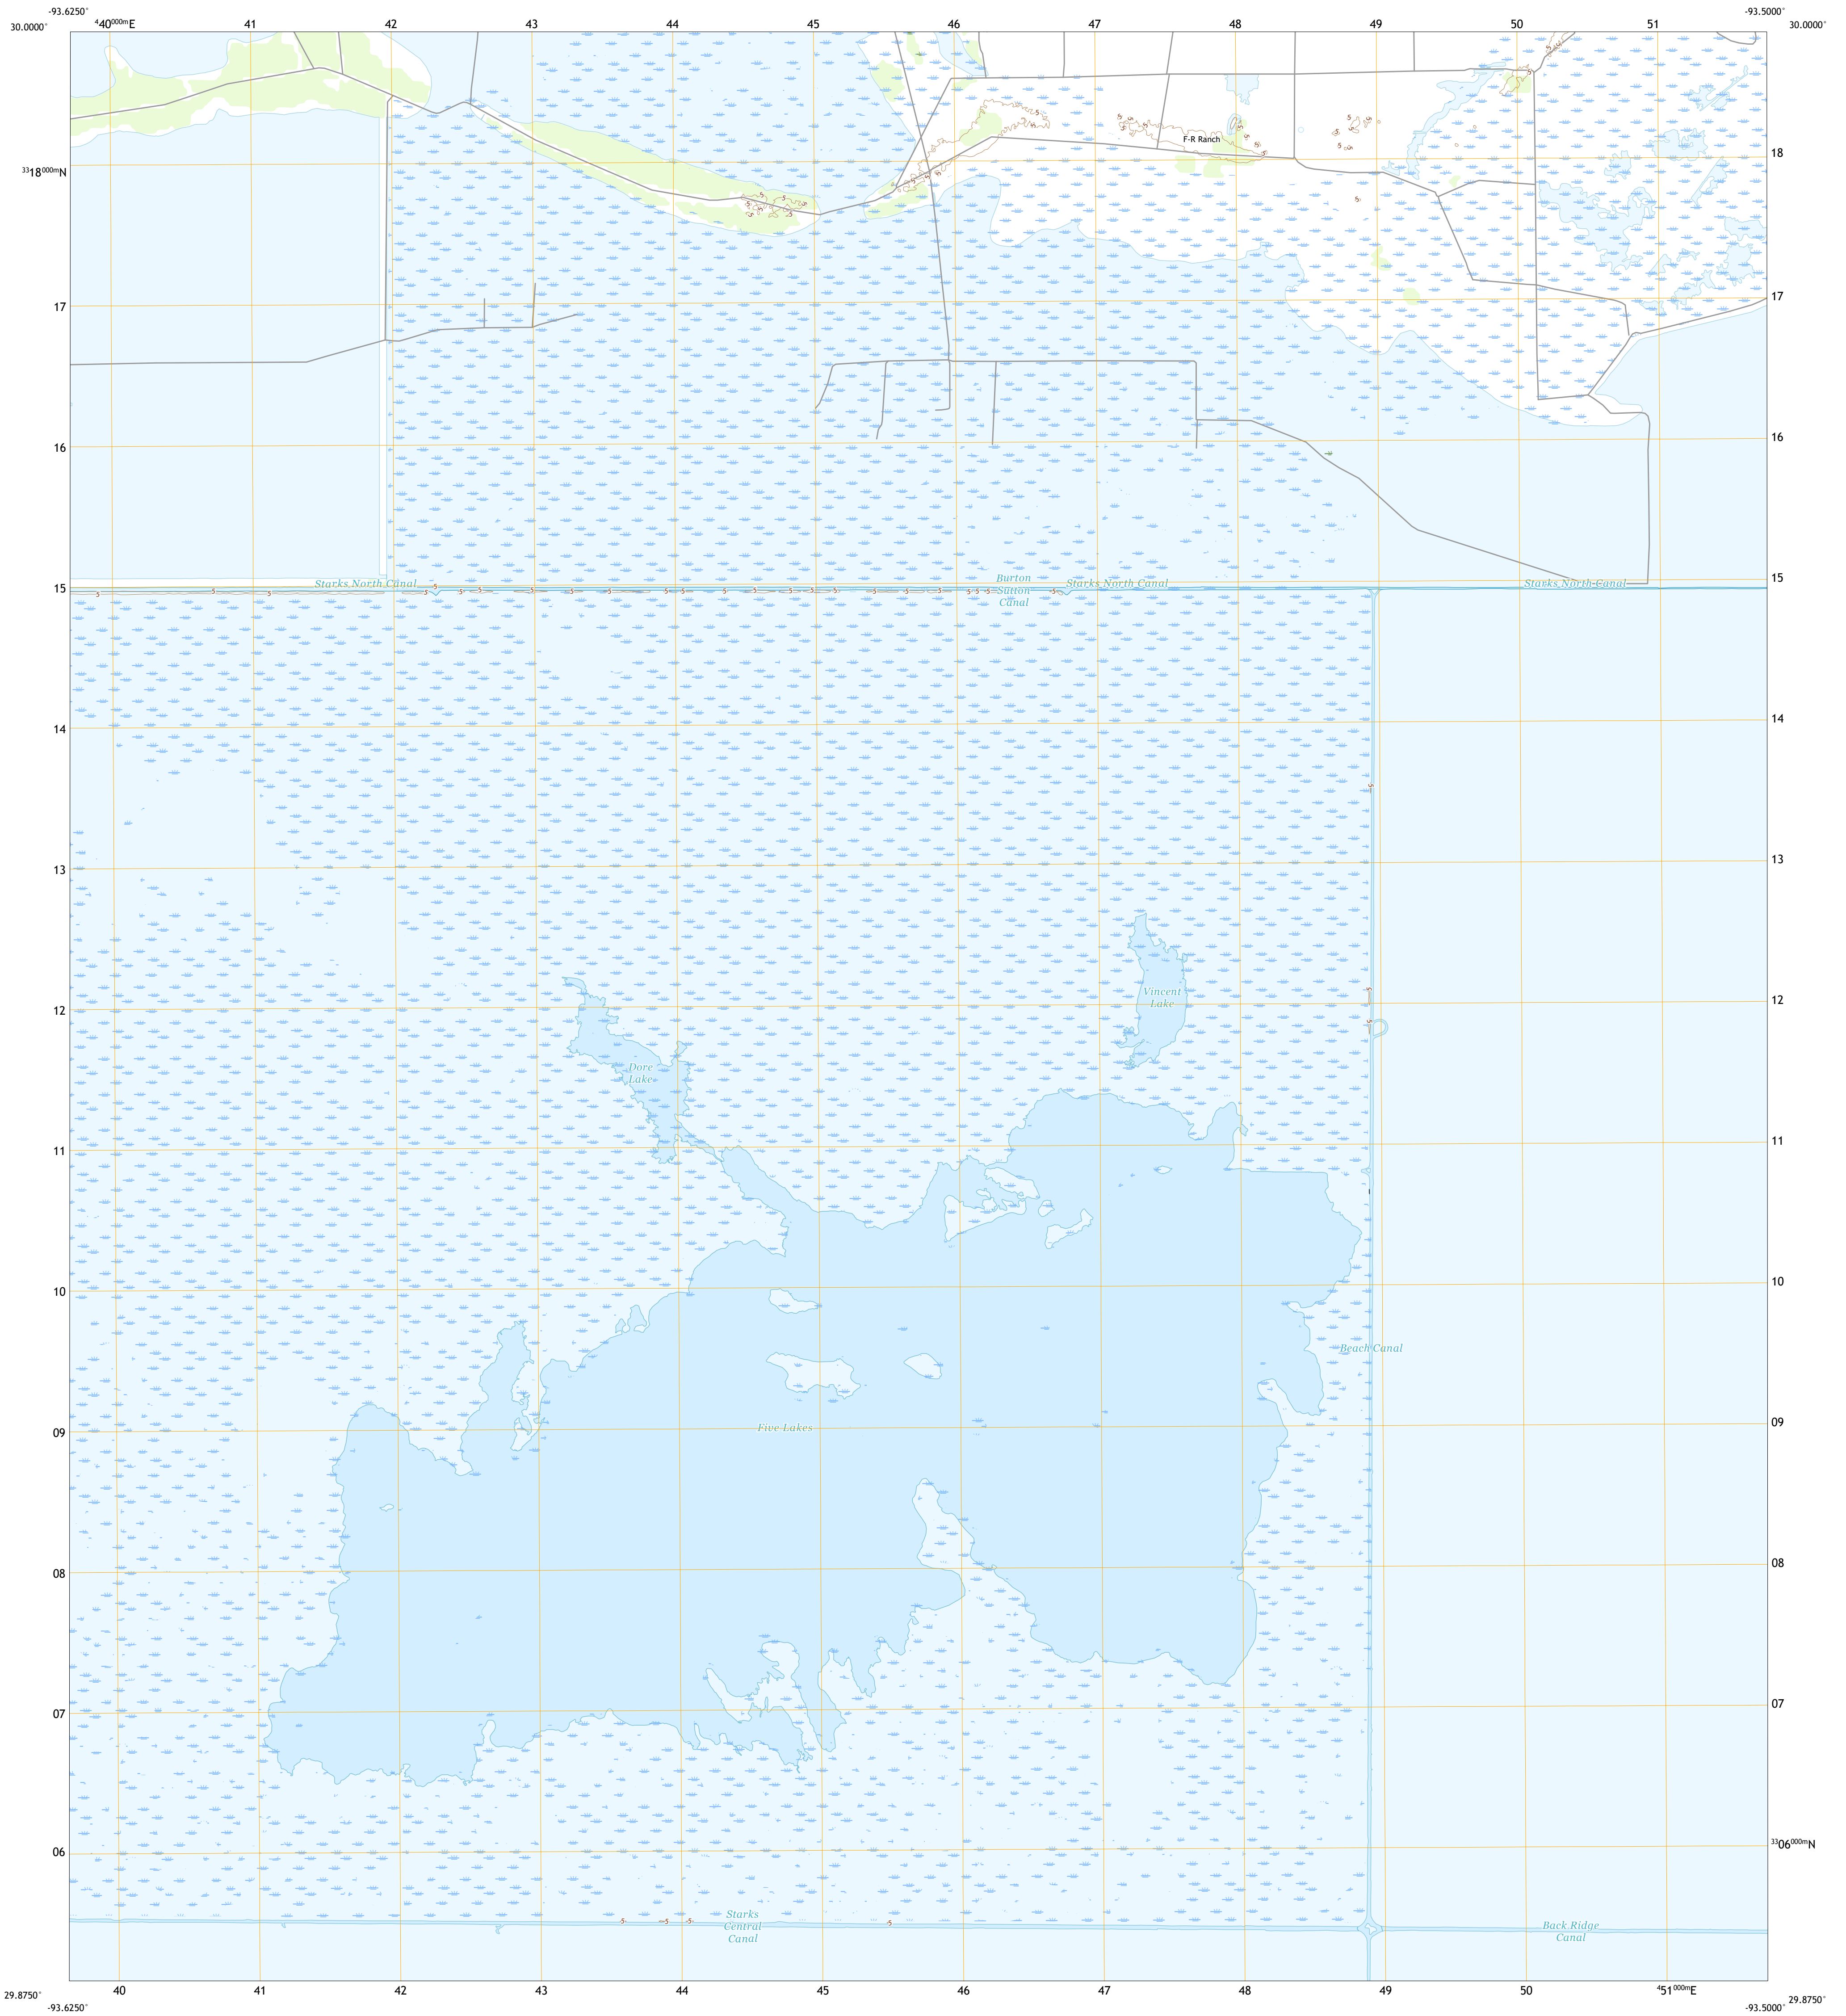 -93.6250°
-93.5000°
30.0000°
⁴40⁰⁰⁰ᵐE 41 42 43 44 45 46 47 48 49 50 51
30.0000°
F-R Ranch
18
³³18⁰⁰⁰ᵐN
17
17
16
16
Starks North Canal
Burton
Sutton
Canal
Starks North Canal
Starks North Canal
15
15
14
14
13
13
Vincent
Lake
12
12
Dore
Lake
11
11
10
10
Beach Canal
Five Lakes
09
09
08
08
07
07
06
³³06⁰⁰⁰ᵐN
Starks
Central
Canal
Back Ridge
Canal
40 41 42 43 44 45 46 47 48 49 50 ⁴51⁰⁰⁰ᵐE
29.8750°
29.8750°
-93.6250°
-93.5000°